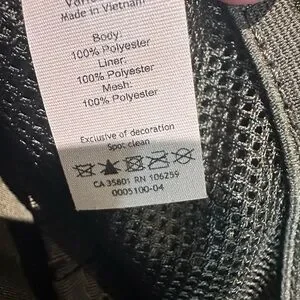 Made in Vietnam
Body:
100% Polyester
Liner:
100% Polyester
Mesh:
100% Polyester
Exclusive of decoration
Spot clean
CA 35801 RN 106259
0005100-04